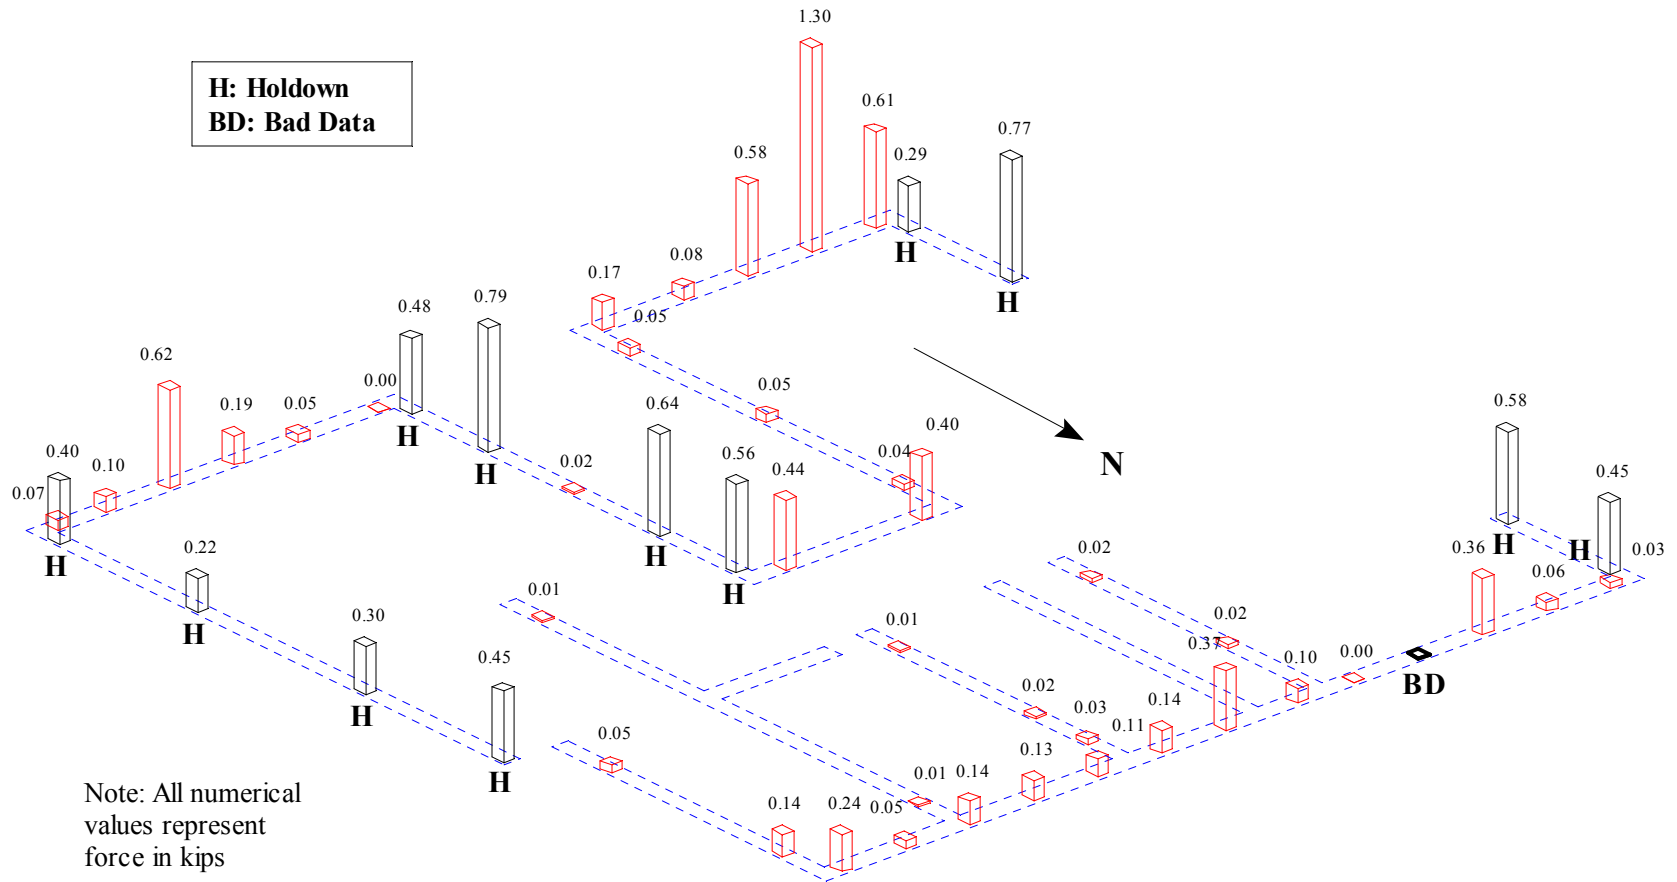 1.30
H: Holdown
BD: Bad Data
0.61
0.77
0.58
0.29
H
0.08
0.17
H
0.05
0.48
0.79
0.62
0.00
0.19
0.05
0.05
0.64
0.40
0.58
H
H
0.40
0.10
0.02
0.56
0.44
0.04
N
0.45
0.07
H
H
H
H
0.03
0.22
0.02
0.36
0.06
H
0.01
H
0.30
0.01
0.02
0.37
0.10
0.00
0.45
BD
H
0.02
0.03
0.14
0.11
0.05
0.13
H
0.01
0.14
Note: All numerical
values represent
force in kips
0.14
0.24
0.05